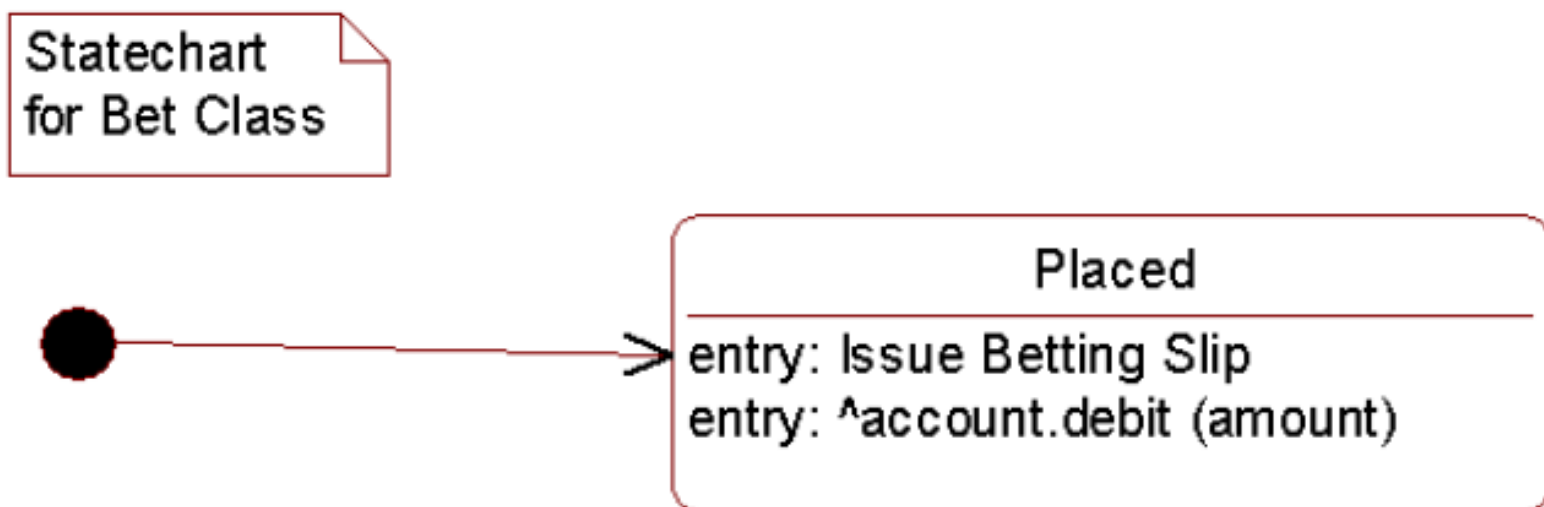 Statechart
for Bet Class
Placed
entry: Issue Betting Slip
entry: ^account.debit (amount)